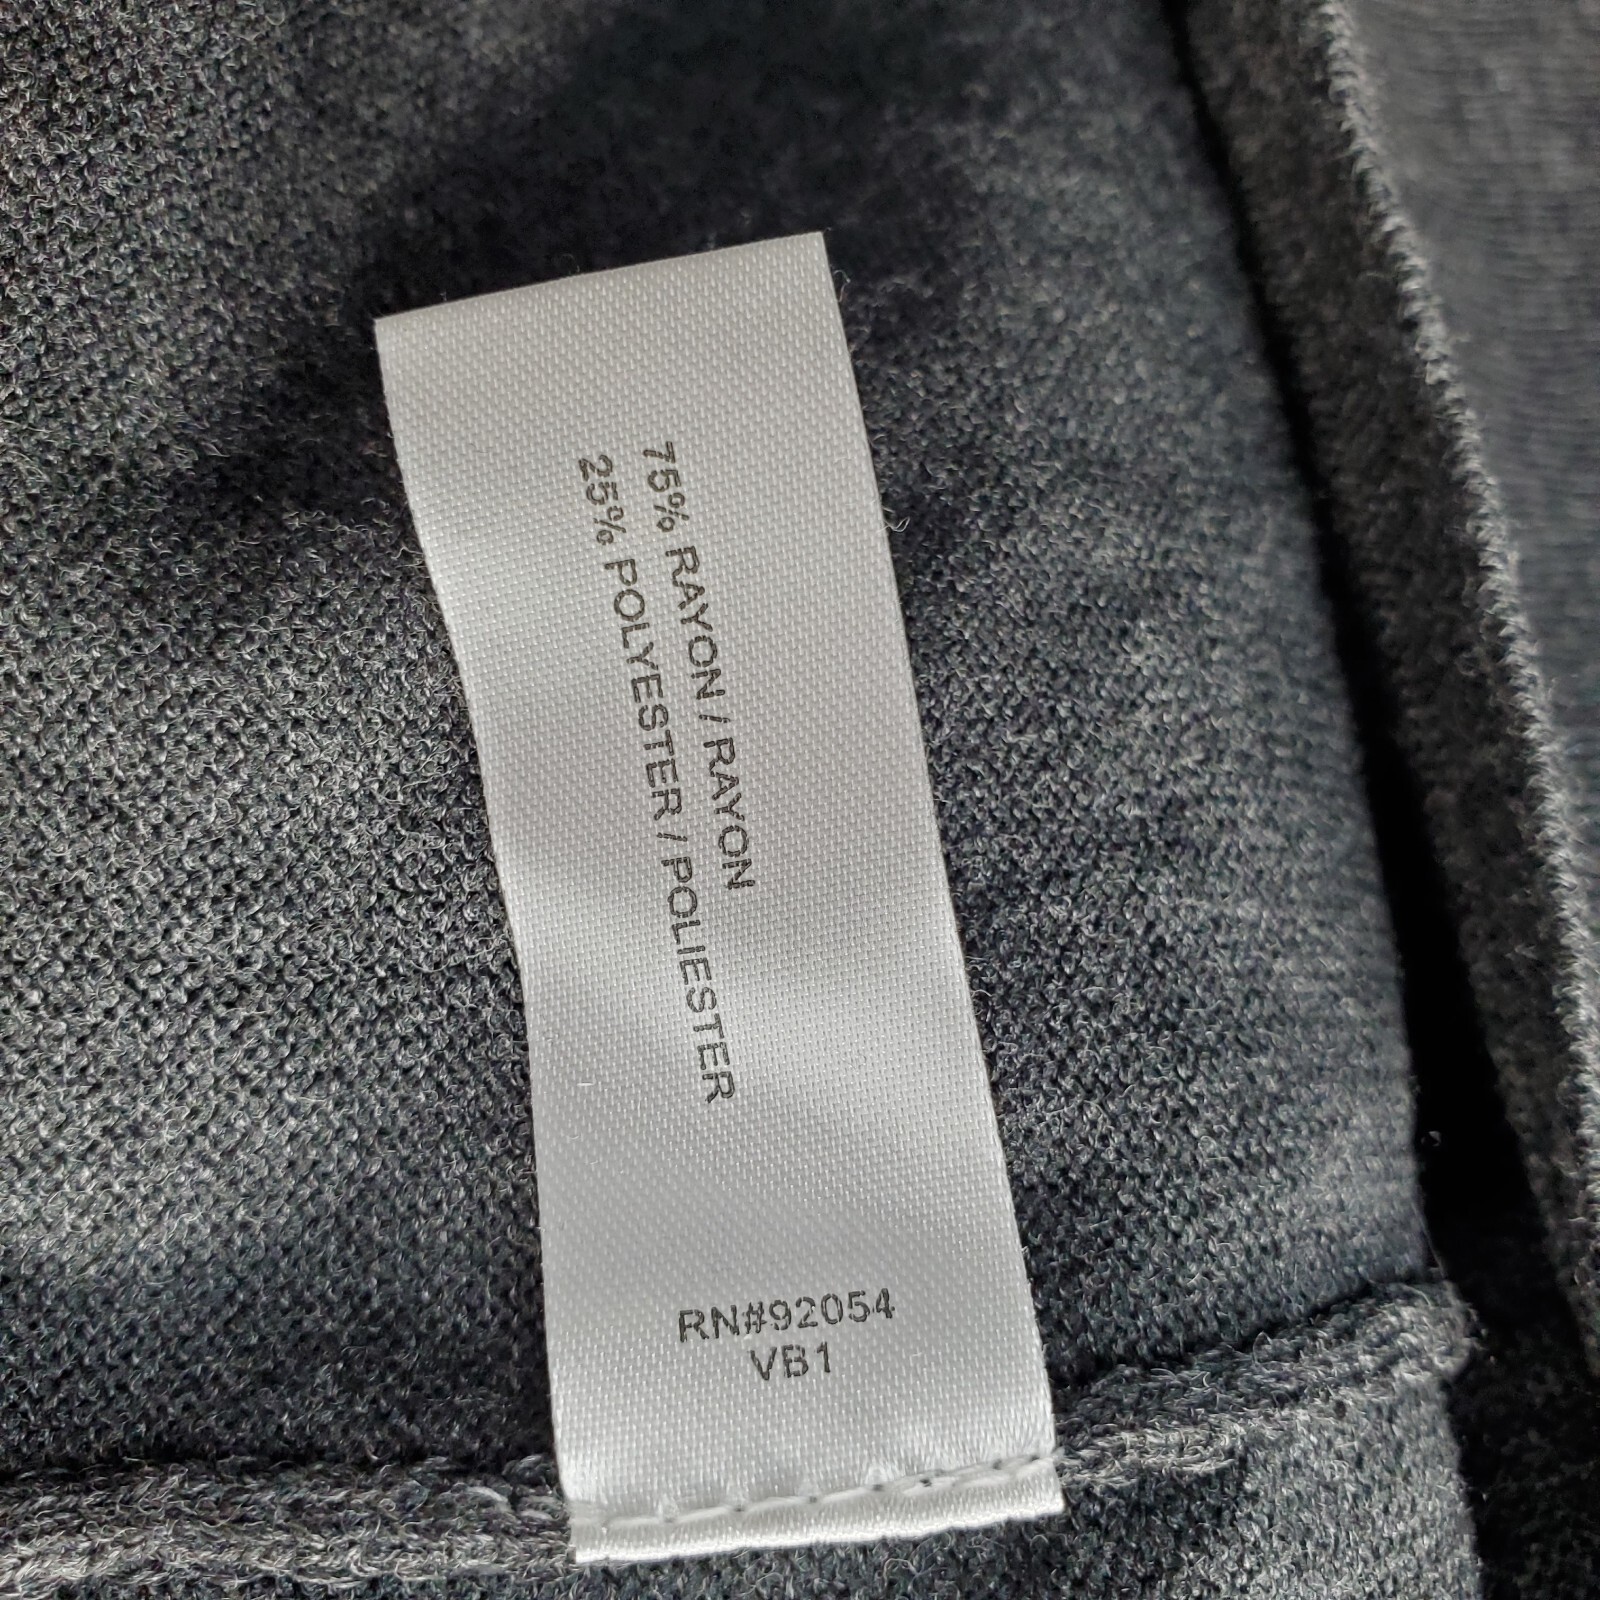 75% RAYON / RAYON
25% POLYESTER / POLIESTER
RN#92054
VB1